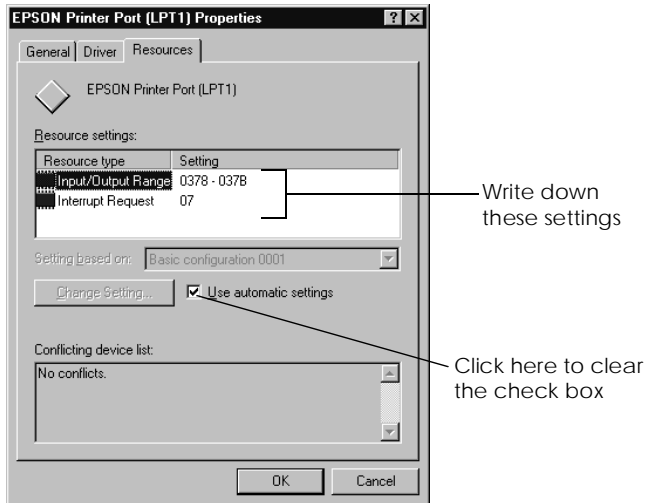 EPSON Printer Port (LPT1) Properties
General Driver Resources
EPSON Printer Port (LPT1)
Resource settings:
Resource type Setting
Input/Output Range 0378 - 037B
Interrupt Request 07
Write down
these settings
Setting based on: Basic configuration 0001
Change Setting... Use automatic settings
Conflicting device list:
No conflicts.
Click here to clear
the check box
OK Cancel